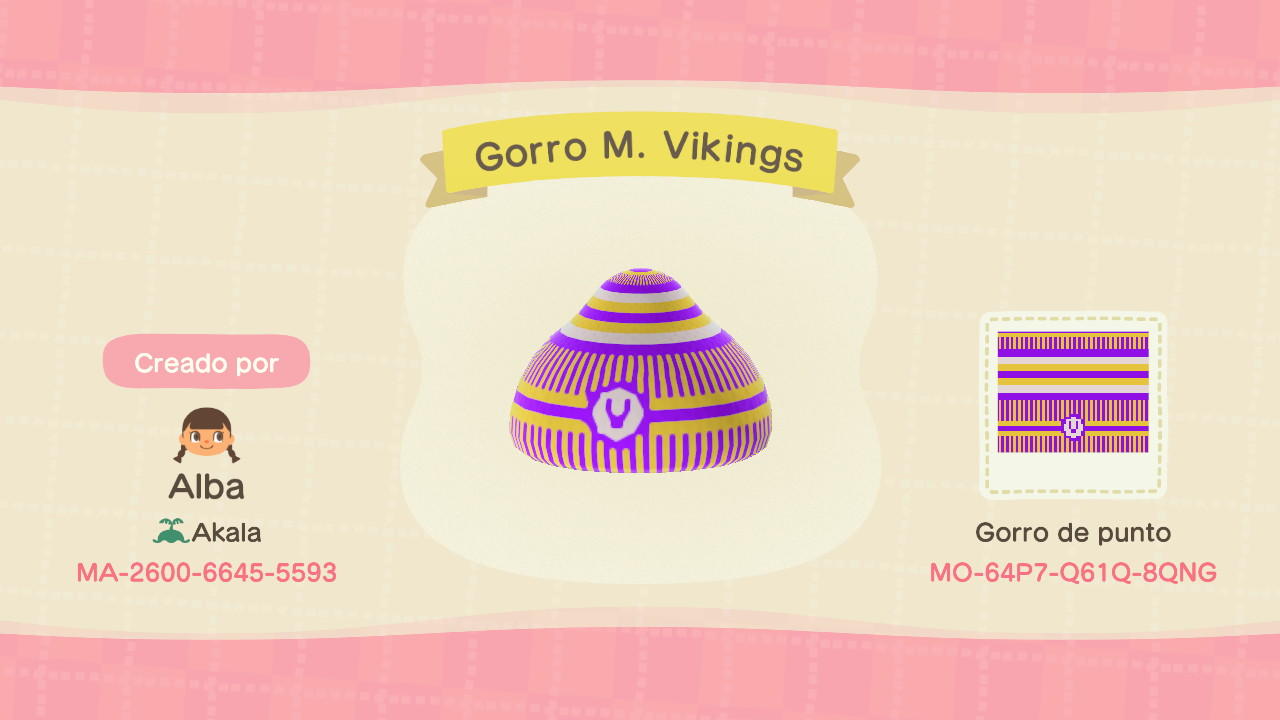 Gorro M. Vikings
Creado por
Alba
Akala
MA-2600-6645-5593
Gorro de punto
MO-64P7-Q61Q-8QNG